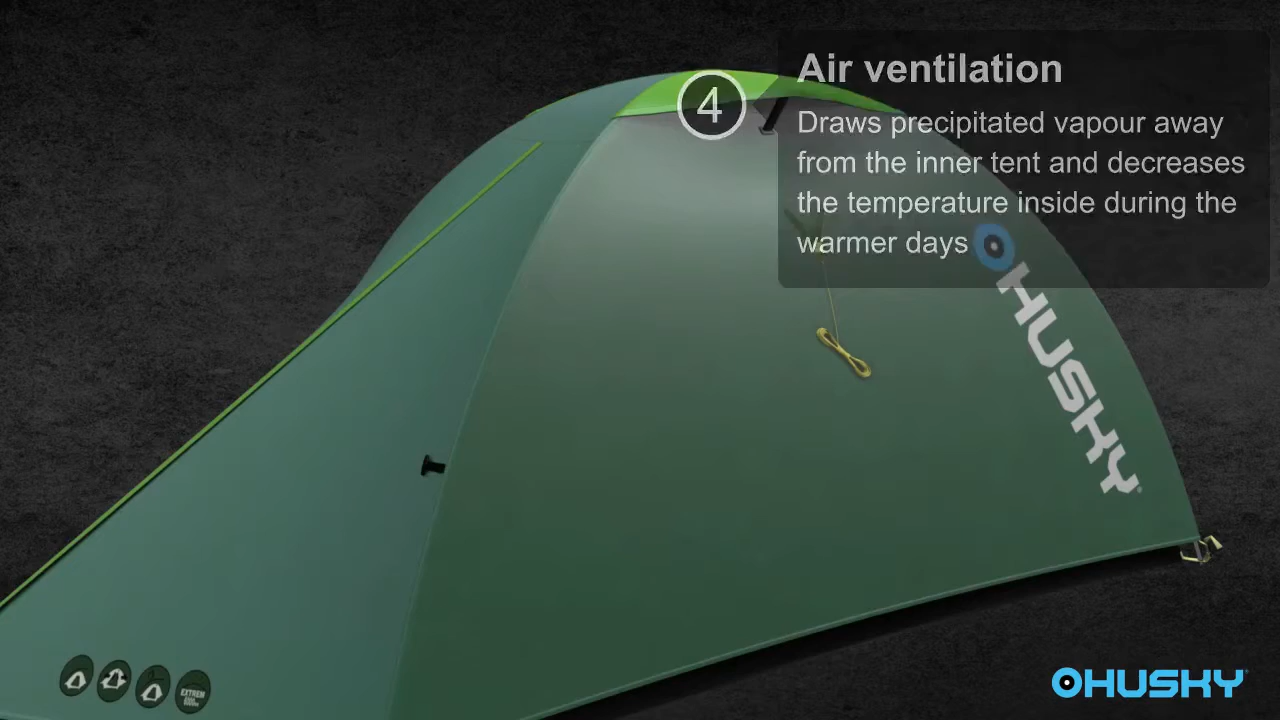 Air ventilation
4
Draws precipitated vapour away
from the inner tent and decreases
the temperature inside during the
warmer days
HUSKY
EXTREM
HUSKY